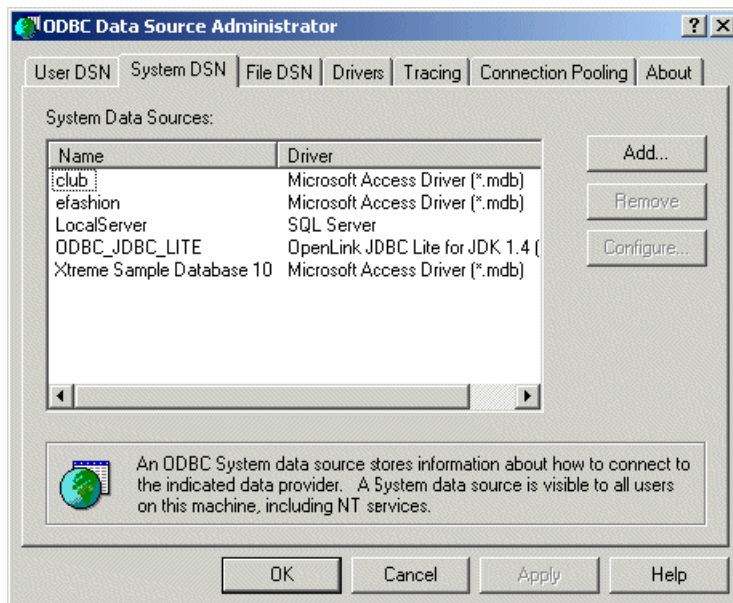 ODBC Data Source Administrator
User DSN System DSN File DSN Drivers Tracing Connection Pooling About
System Data Sources:
Name Driver
club Microsoft Access Driver (*.mdb)
efashion Microsoft Access Driver (*.mdb)
LocalServer SQL Server
ODBC_JDBC_LITE OpenLink JDBC Lite for JDK 1.4 (
Xtreme Sample Database 10 Microsoft Access Driver (*.mdb)
Add...
Remove
Configure...
An ODBC System data source stores information about how to connect to
the indicated data provider. A System data source is visible to all users
on this machine, including NT services.
OK Cancel Apply Help